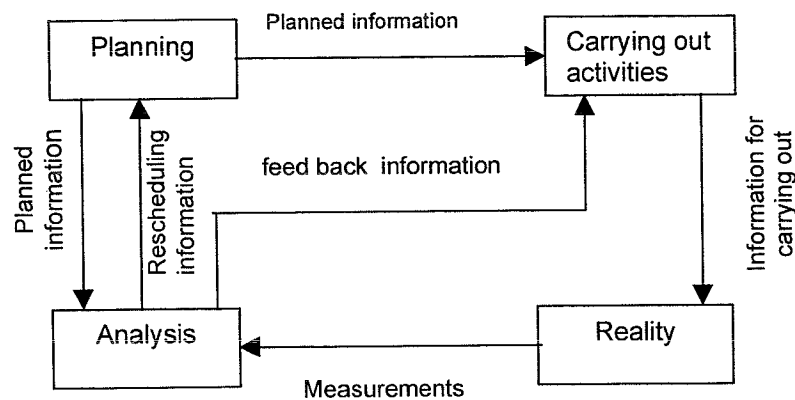 Planned information
Planning
Carrying out
activities
Planned
information
Rescheduling
information
feed back information
Information for
carrying out
Analysis
Reality
Measurements